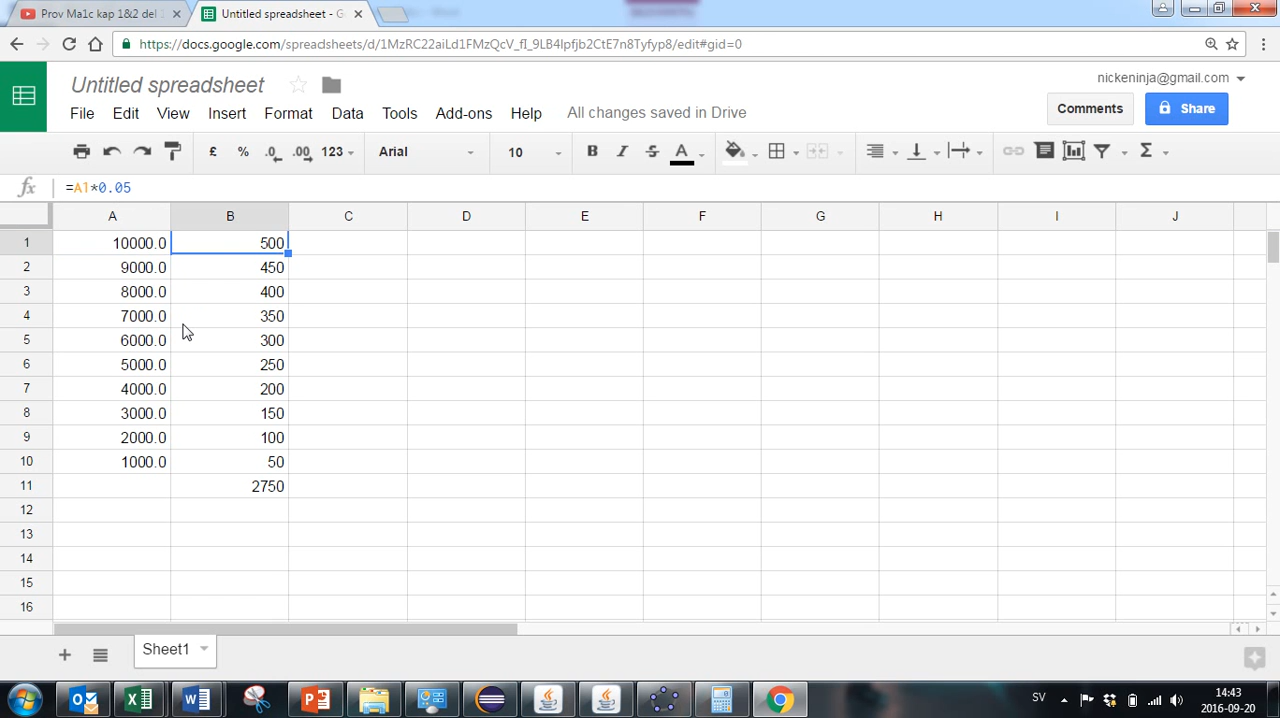 Prov Ma1c kap 1&2 del
Untitled spreadsheet - G
https://docs.google.com/spreadsheets/d/1MzRC22aiLd1FMzQcV_fI_9LB4Ipfjb2CtE7n8Tyfyp8/edit#gid=0
Untitled spreadsheet
nickeninja@gmail.com
File Edit View Insert Format Data Tools Add-ons Help All changes saved in Drive
Comments
Share
£ % .0 .00 123 Arial 10 B I S A Σ
fx =A1*0.05
A B C D E F G H I J
1 10000.0 500
2 9000.0 450
3 8000.0 400
4 7000.0 350
5 6000.0 300
6 5000.0 250
7 4000.0 200
8 3000.0 150
9 2000.0 100
10 1000.0 50
11 2750
12
13
14
15
16
Sheet1
SV
14:43
2016-09-20